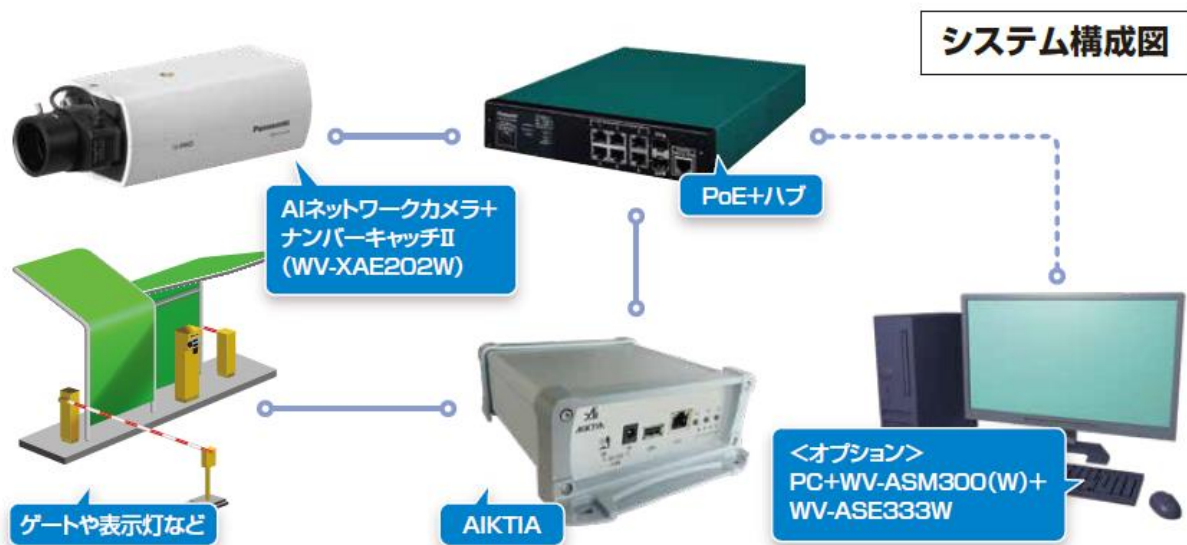 システム構成図
Panasonic
AIネットワークカメラ+
ナンバーキャッチII
(WV-XAE202W)
PoE+ハブ
ゲートや表示灯など
AIKTIA
AIKTIA
<オプション>
PC+WV-ASM300(W)+
WV-ASE333W